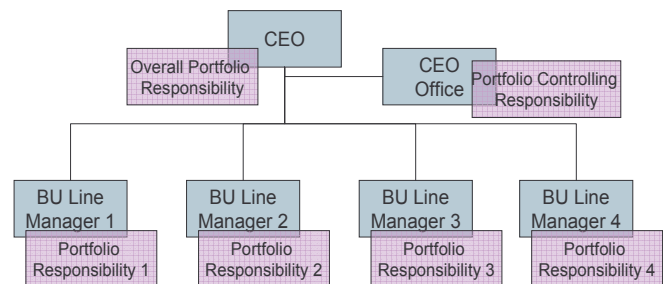 CEO
Overall Portfolio
Responsibility
CEO
Office
Portfolio Controlling
Responsibility
BU Line
Manager 1
Portfolio
Responsibility 1
BU Line
Manager 2
Portfolio
Responsibility 2
BU Line
Manager 3
Portfolio
Responsibility 3
BU Line
Manager 4
Portfolio
Responsibility 4